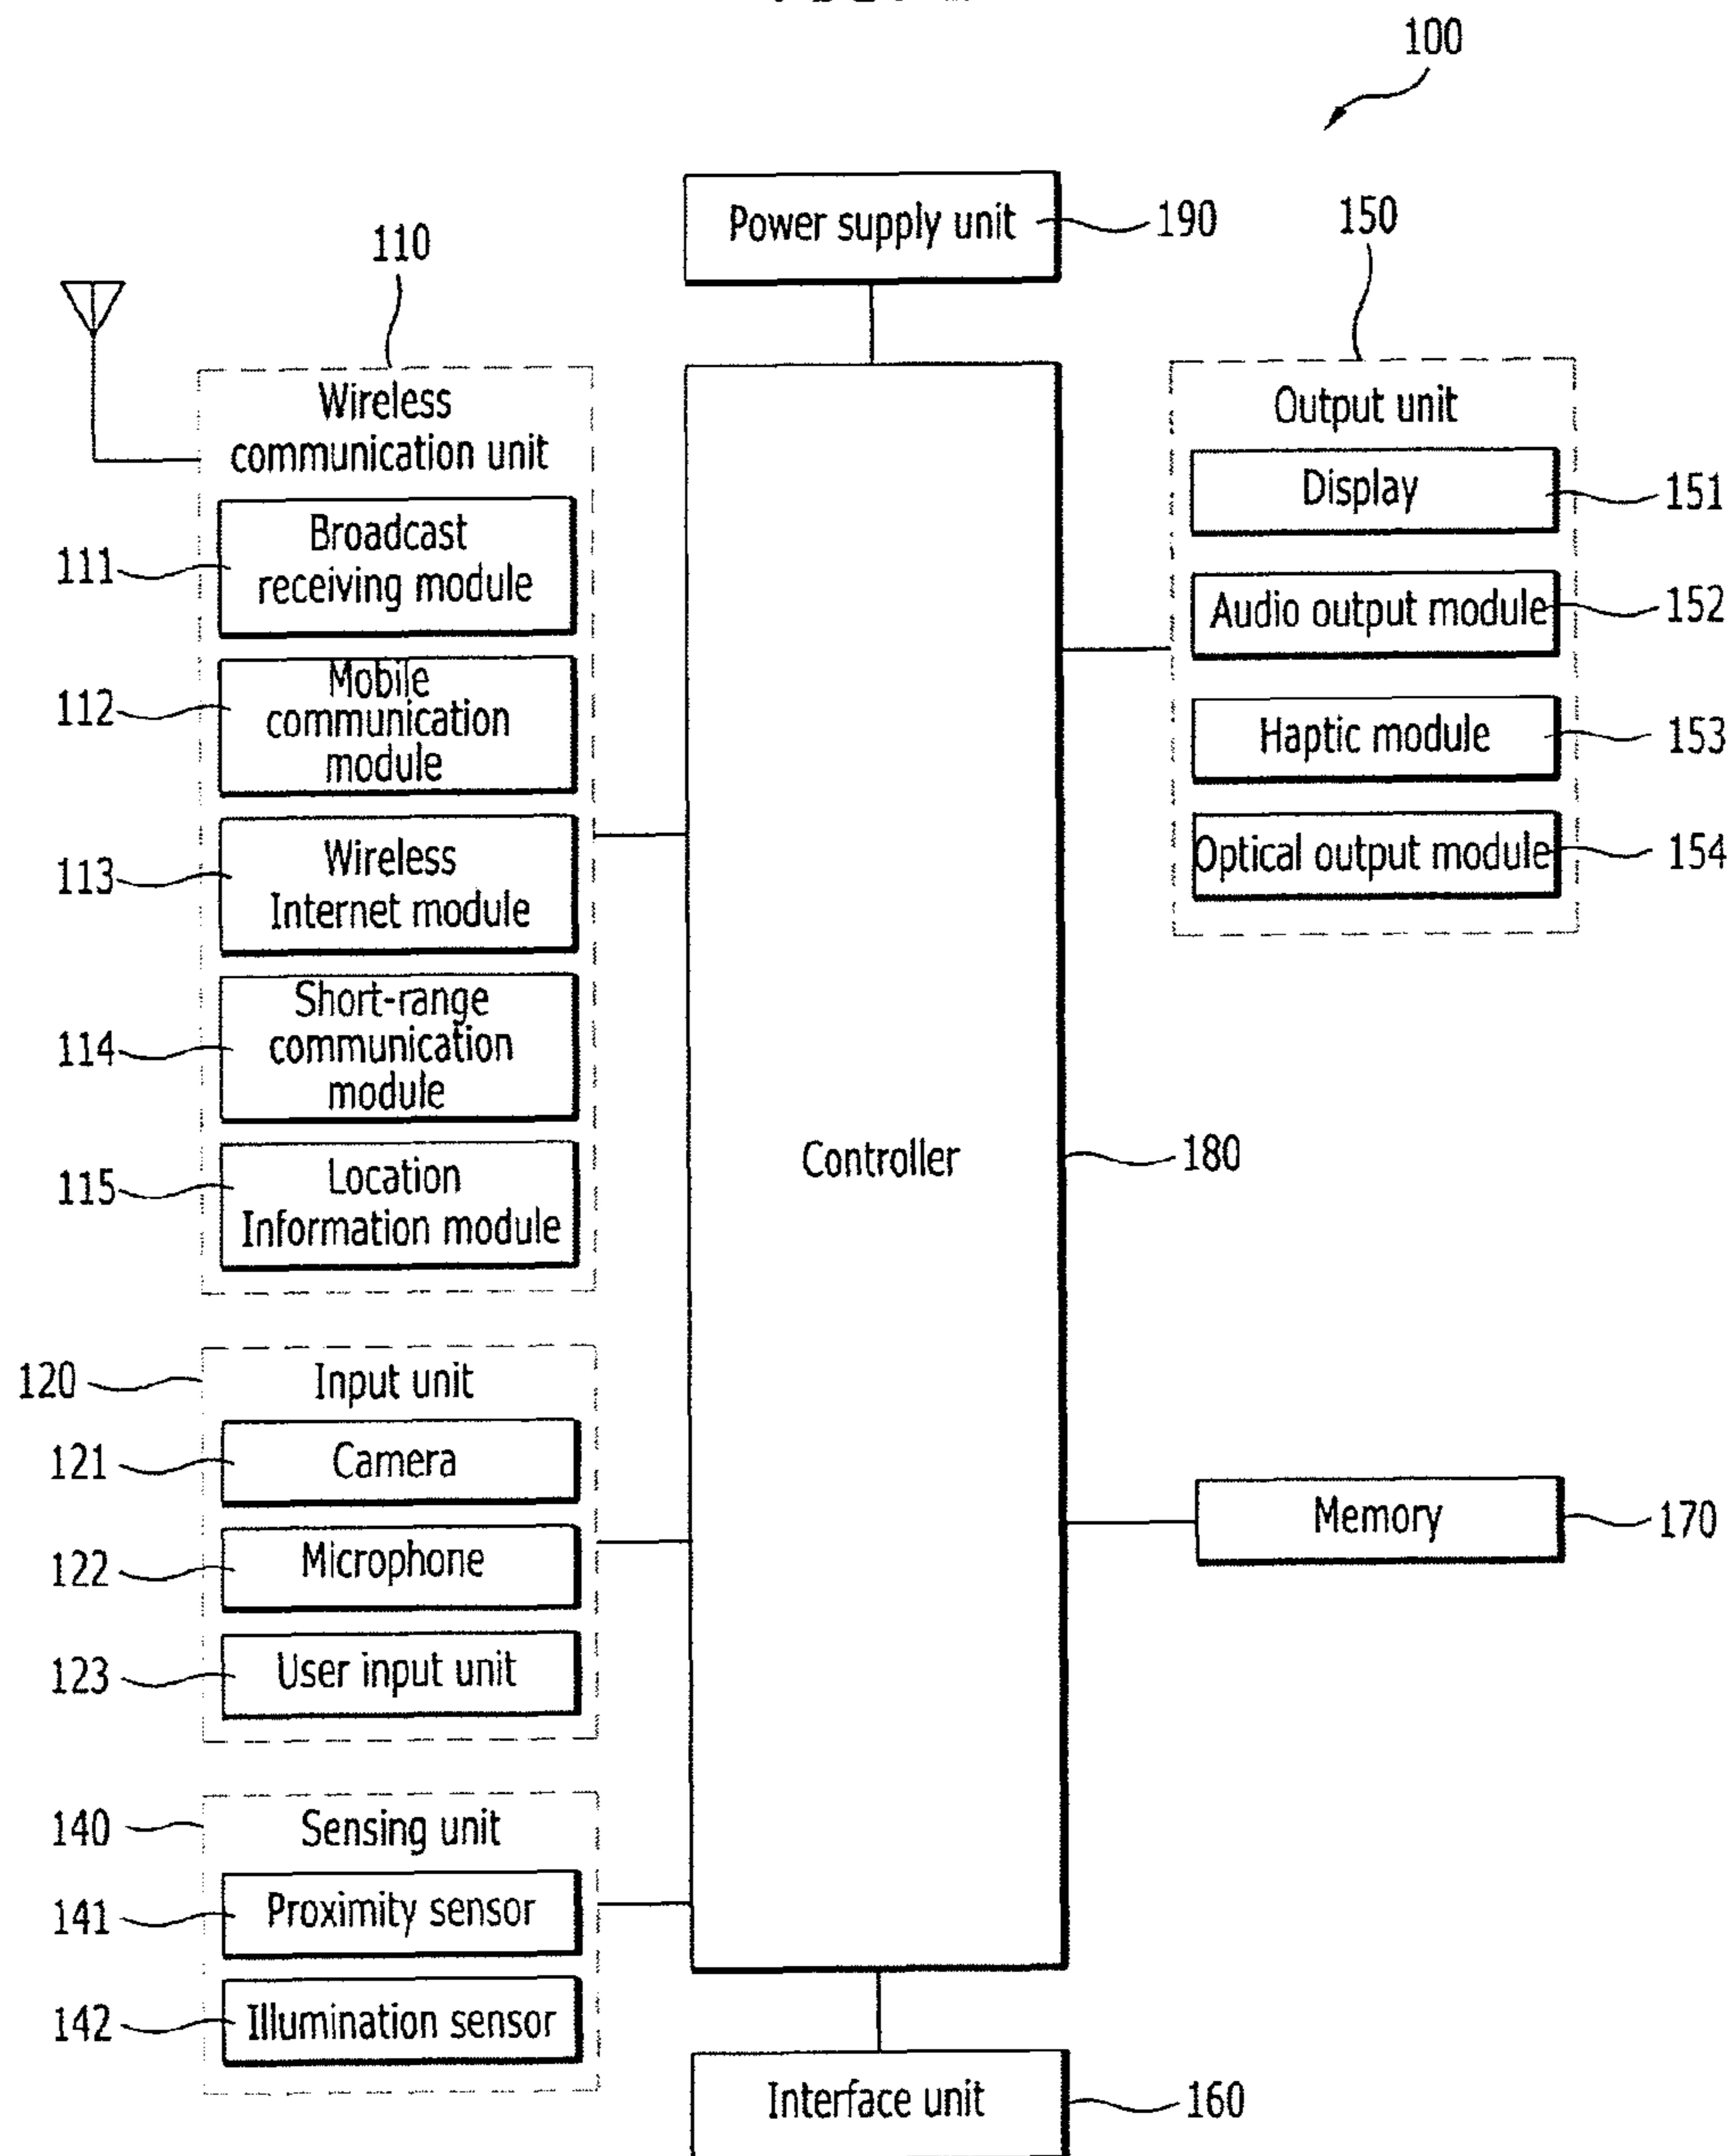 100
Power supply unit
190
110
150
Wireless
communication unit
Broadcast
receiving module
111
Mobile
communication
module
112
Wireless
Internet module
113
Short-range
communication
module
114
Location
Information module
115
Output unit
Display
151
Audio output module
152
Haptic module
153
Optical output module
154
Controller
180
120
Input unit
Camera
121
Microphone
122
User input unit
123
Memory
170
140
Sensing unit
Proximity sensor
141
Illumination sensor
142
Interface unit
160